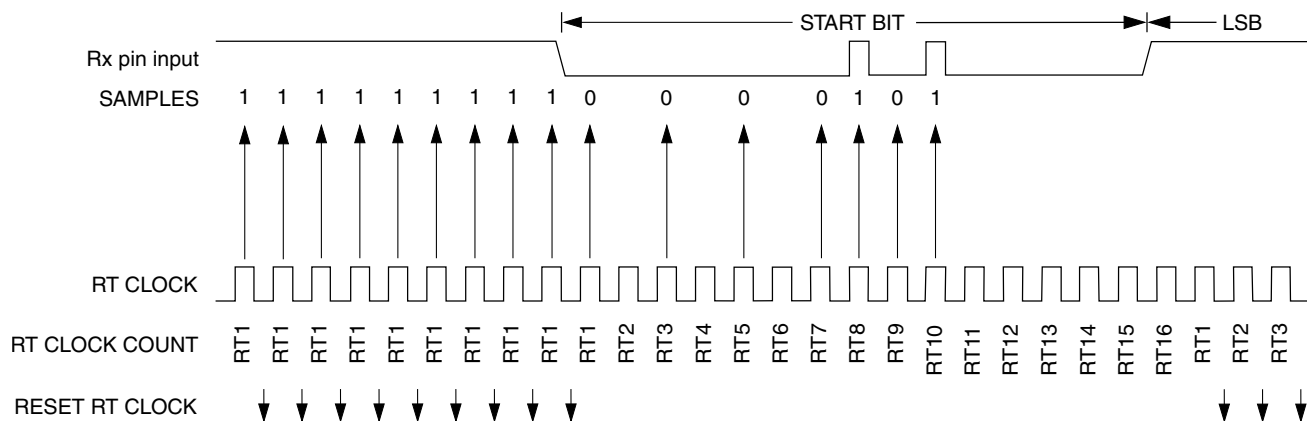 START BIT LSB
Rx pin input
SAMPLES 1 1 1 1 1 1 1 1 1 0 0 0 0 1 0 1
RT CLOCK
RT CLOCK COUNT RT1 RT1 RT1 RT1 RT1 RT1 RT1 RT1 RT1 RT1 RT2 RT3 RT4 RT5 RT6 RT7 RT8 RT9 RT10 RT11 RT12 RT13 RT14 RT15 RT16 RT1 RT2 RT3
RESET RT CLOCK